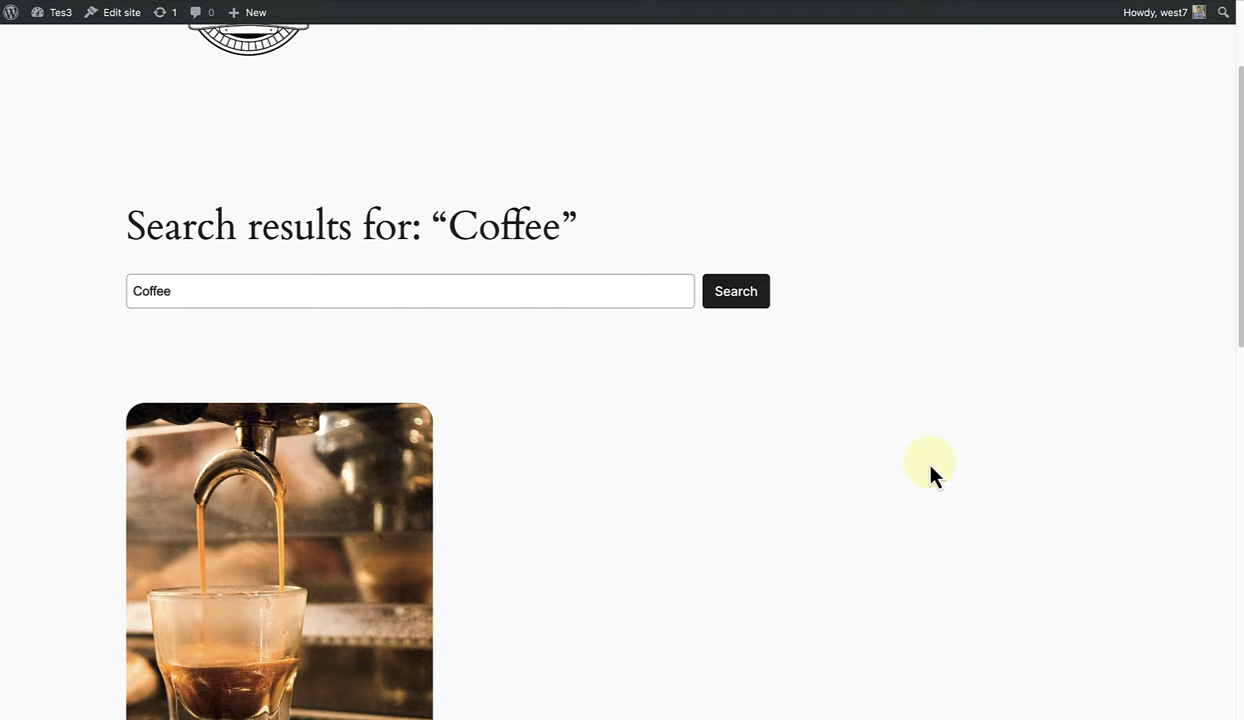 Tes3 Edit site 1 0 New Howdy, west7
Search results for: “Coffee”
Coffee Search